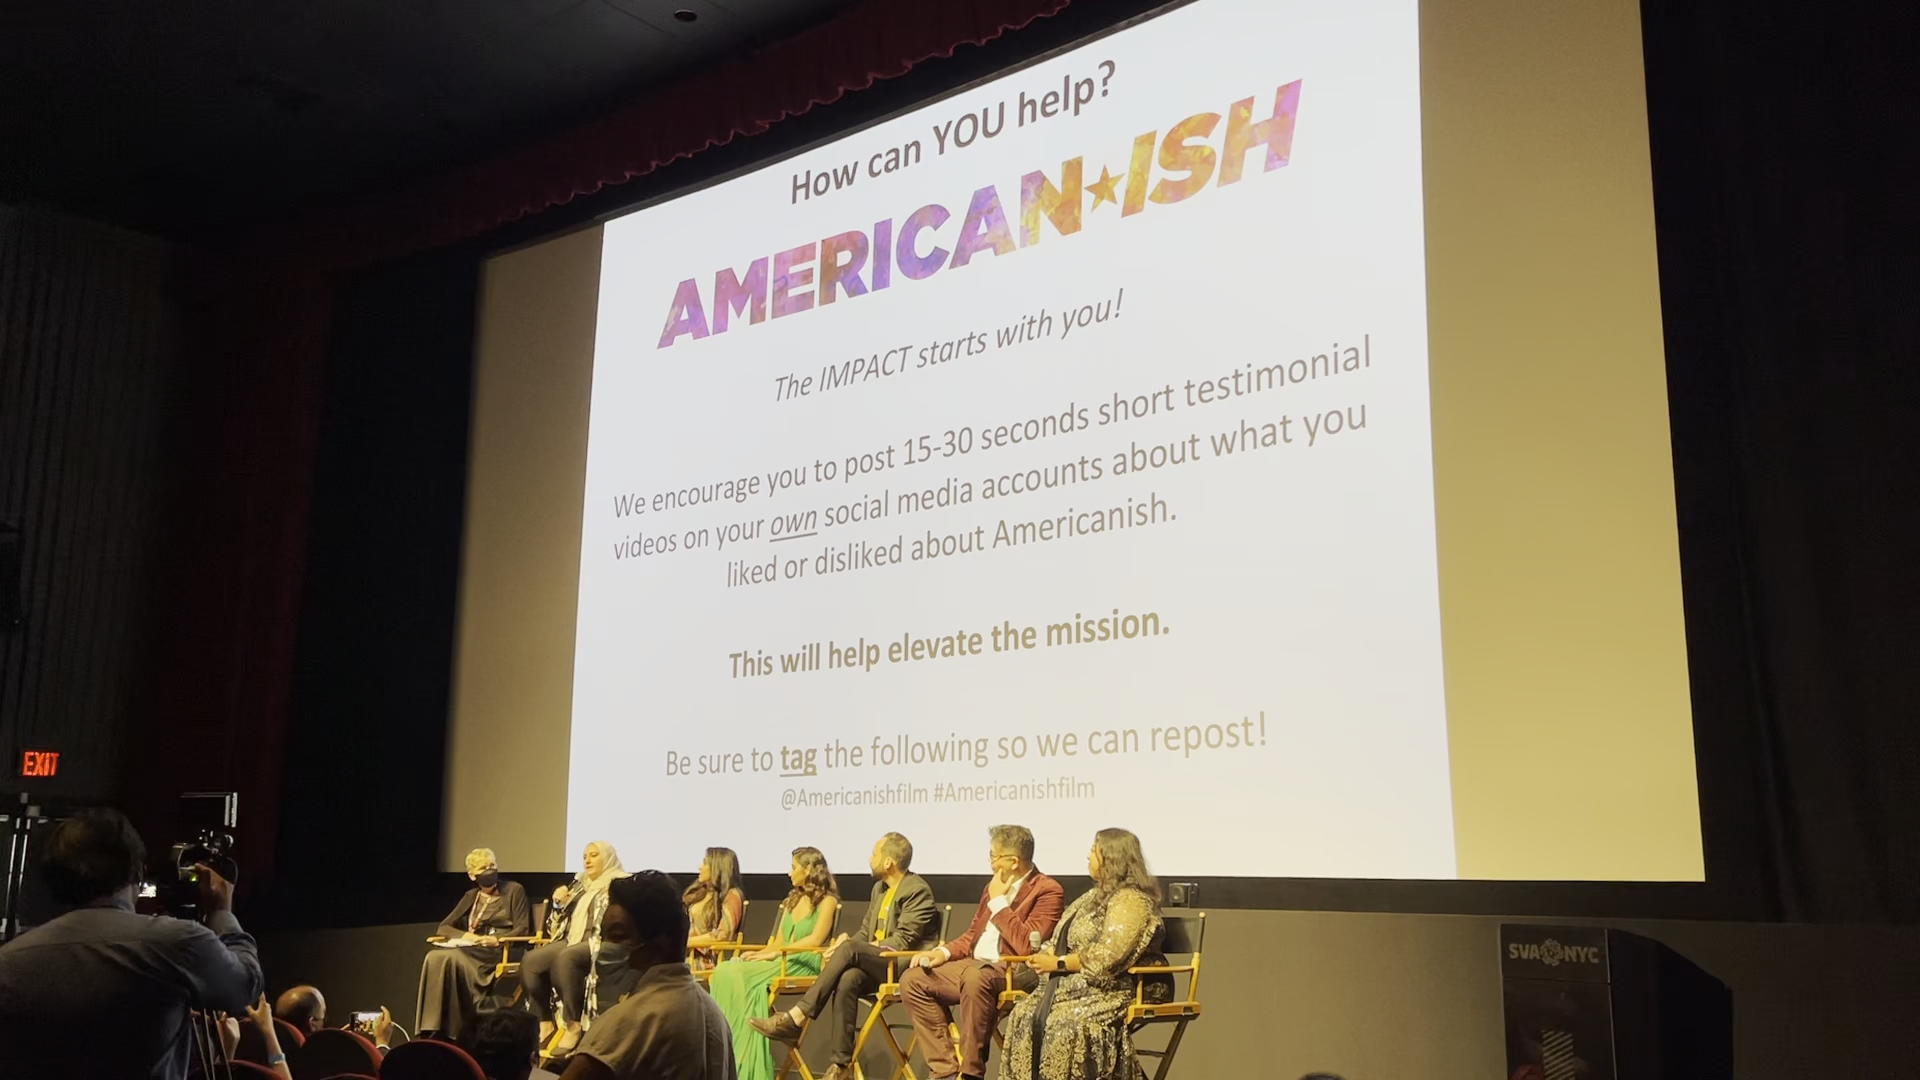 How can YOU help?
AMERICAN★ISH
The IMPACT starts with you!
We encourage you to post 15-30 seconds short testimonial
videos on your own social media accounts about what you
liked or disliked about Americanish.
This will help elevate the mission.
Be sure to tag the following so we can repost!
@Americanishfilm #Americanishfilm
EXIT
SVA NYC